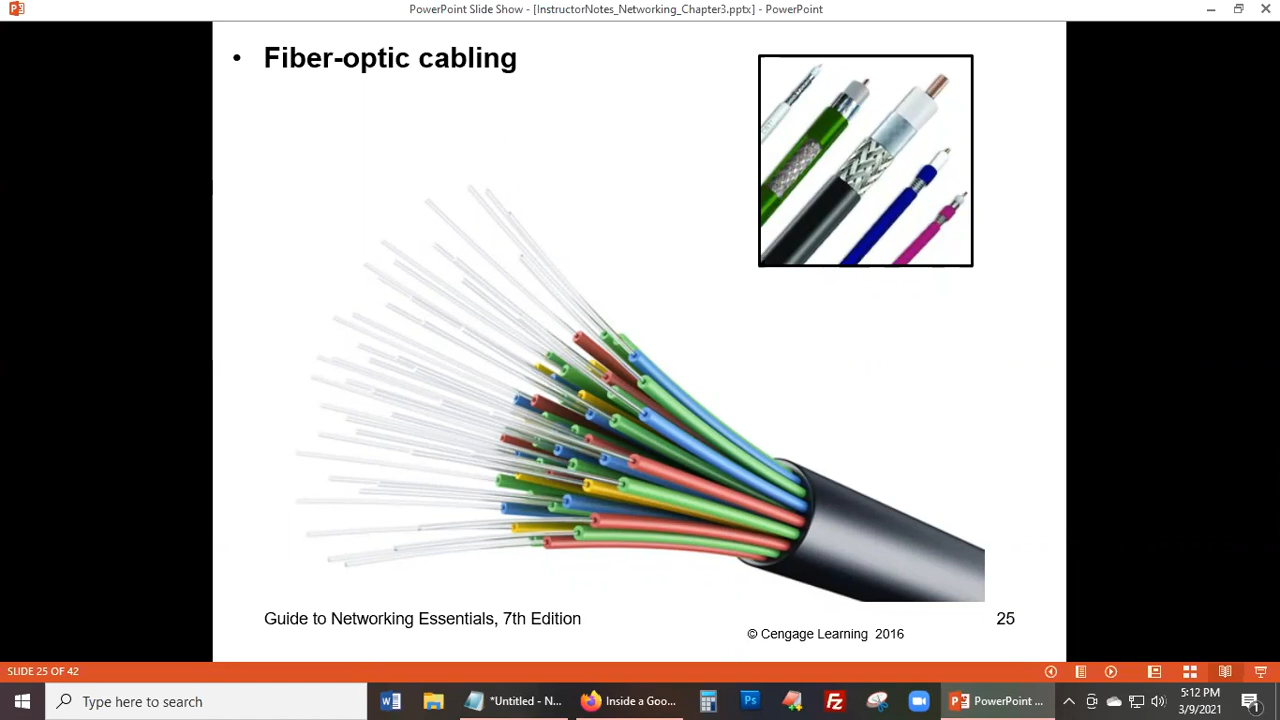 PowerPoint Slide Show - [InstructorNotes_Networking_Chapter3.pptx] - PowerPoint
• Fiber-optic cabling
Guide to Networking Essentials, 7th Edition
© Cengage Learning 2016
25
SLIDE 25 OF 42
Type here to search
*Untitled - N...
Inside a Goo...
PowerPoint ...
5:12 PM
3/9/2021
1